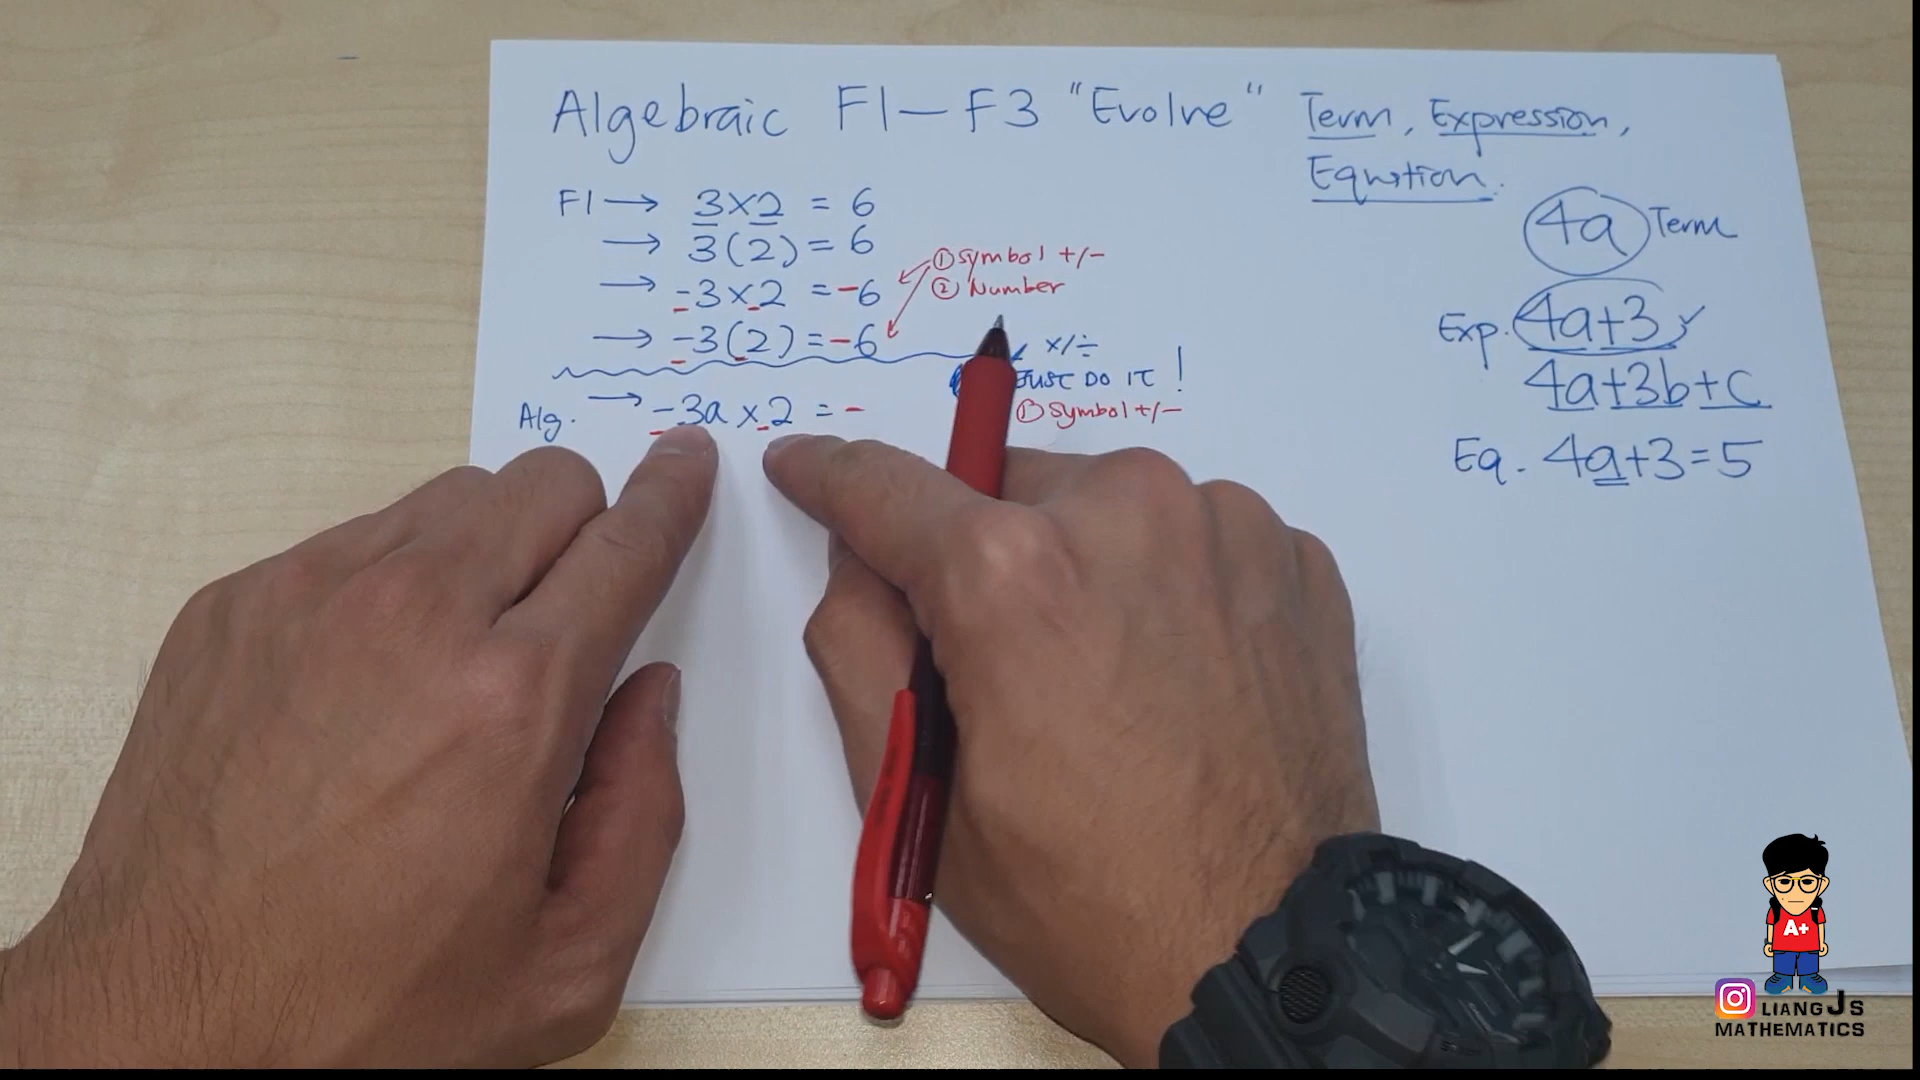 Algebraic F1 — F3 "Evolve"
F1 → 3 × 2 = 6
→ 3(2) = 6
→ -3 × 2 = -6
→ -3(2) = -6
① Symbol +/-
② Number
×/÷
JUST DO IT !
① Symbol +/-
Alg. → -3a × 2 = -
Term, Expression,
Equation.
4a Term
Exp. 4a+3 ✓
4a+3b+c
Eq. 4a+3=5
A+
LIANGJS
MATHEMATICS